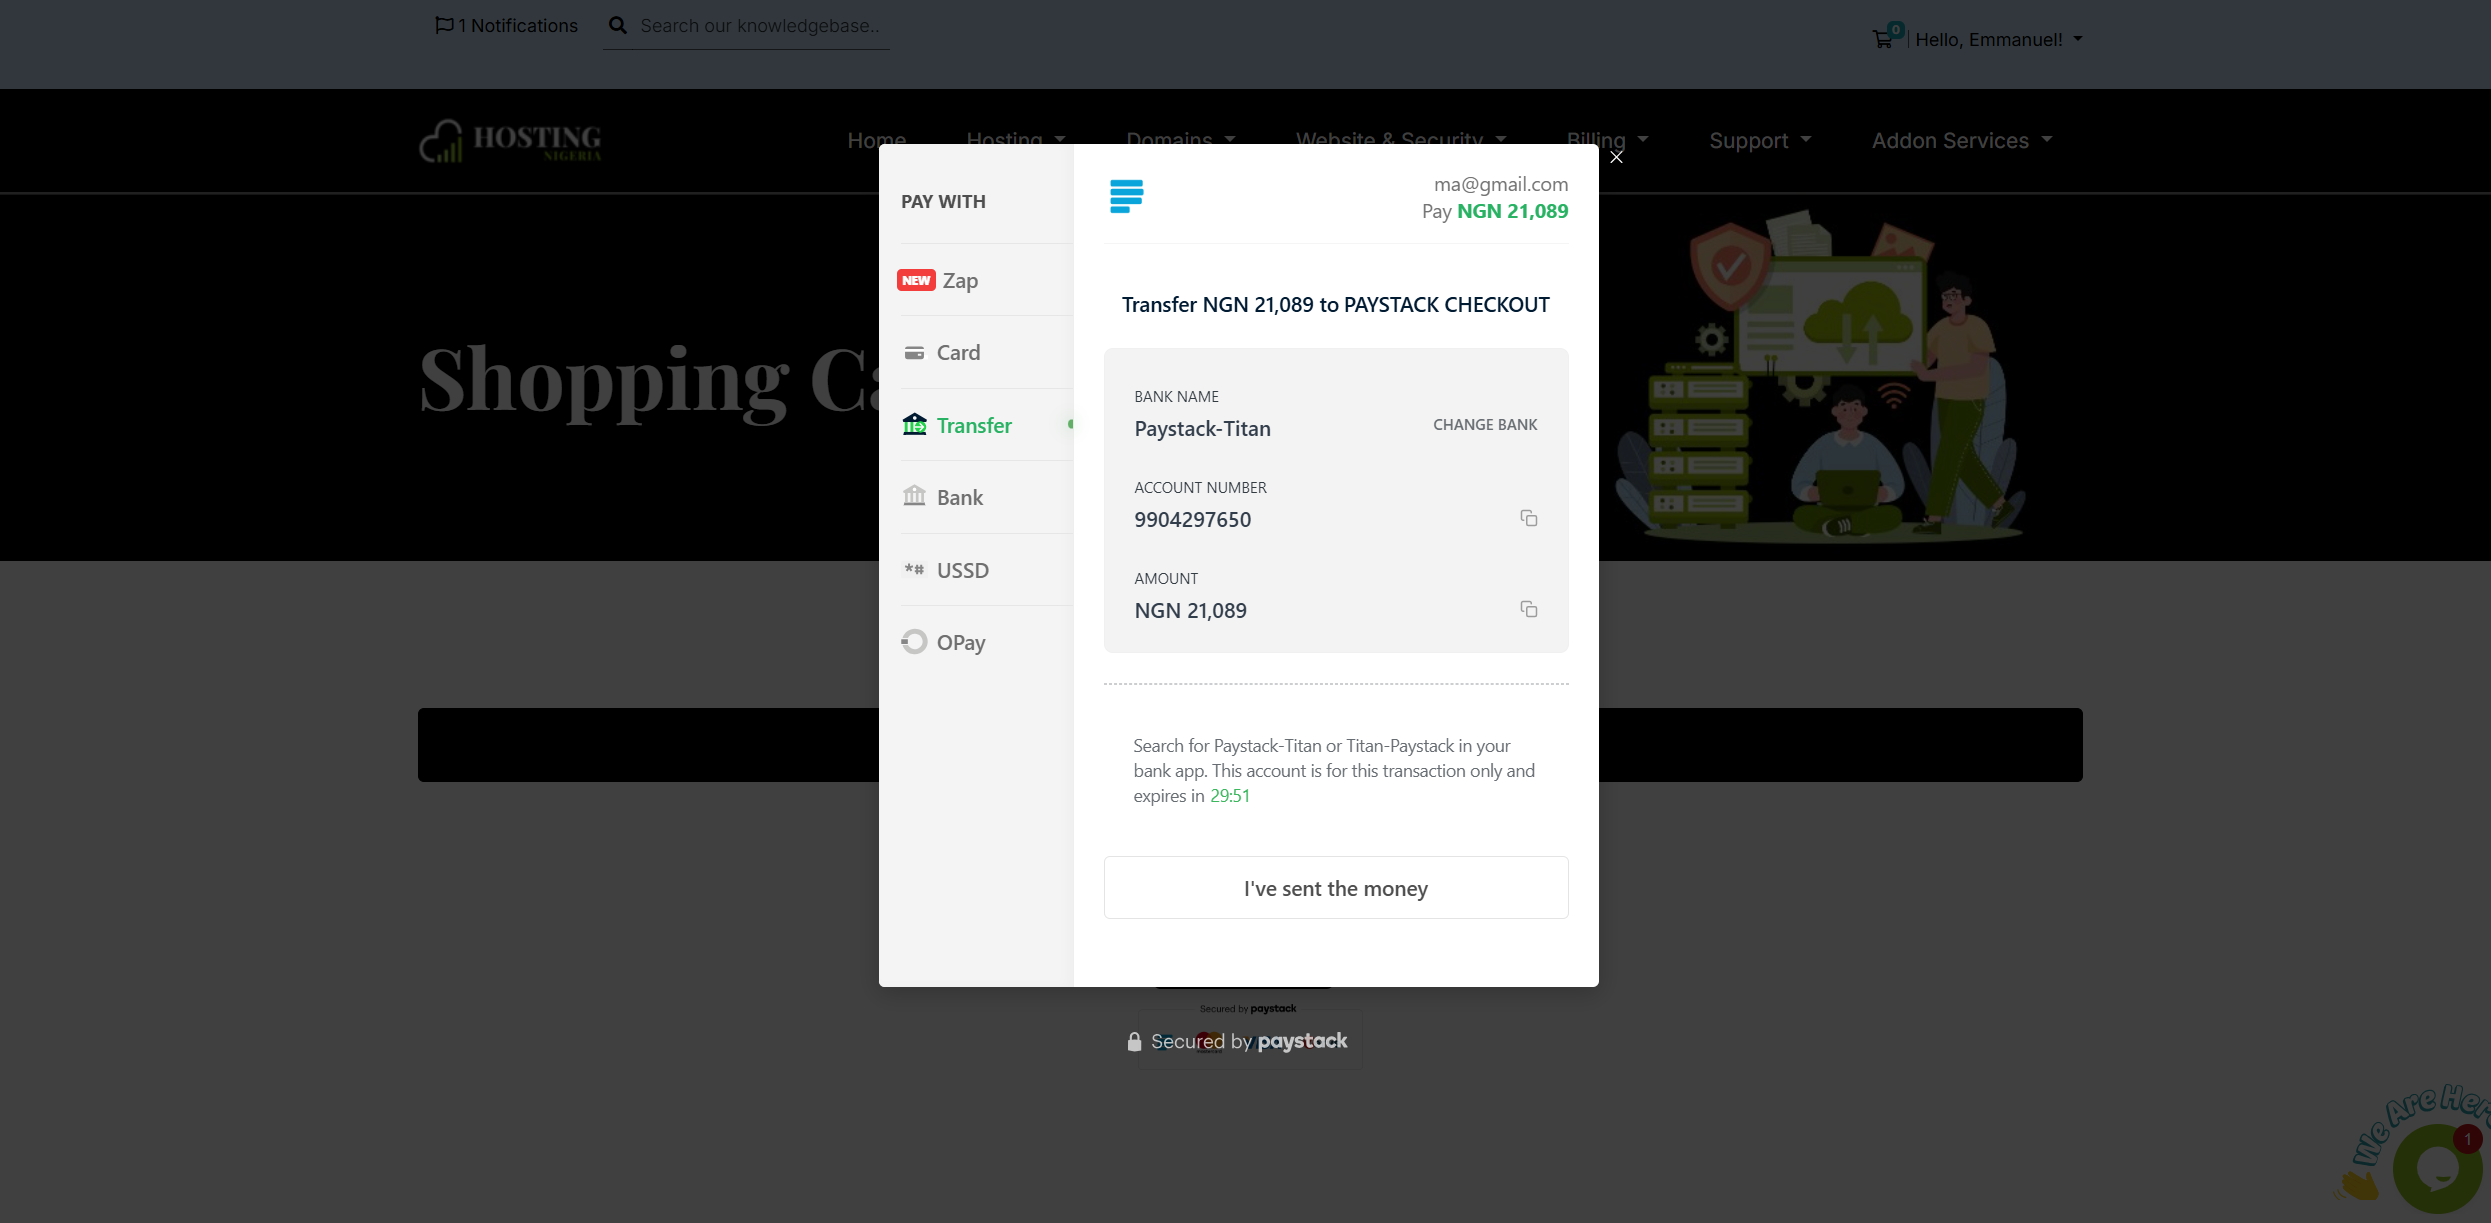 1 Notifications
Search our knowledgebase..
0
Hello, Emmanuel!
HOSTING
NIGERIA
Home
Hosting
Domains
Website & Security
Billing
Support
Addon Services
Shopping Ca
PAY WITH
NEW Zap
Card
Transfer
Bank
USSD
OPay
ma@gmail.com
Pay NGN 21,089
Transfer NGN 21,089 to PAYSTACK CHECKOUT
BANK NAME
Paystack-Titan
CHANGE BANK
ACCOUNT NUMBER
9904297650
AMOUNT
NGN 21,089
Search for Paystack-Titan or Titan-Paystack in your
bank app. This account is for this transaction only and
expires in 29:51
I've sent the money
Secured by paystack
Secured by paystack
We Are Here
1